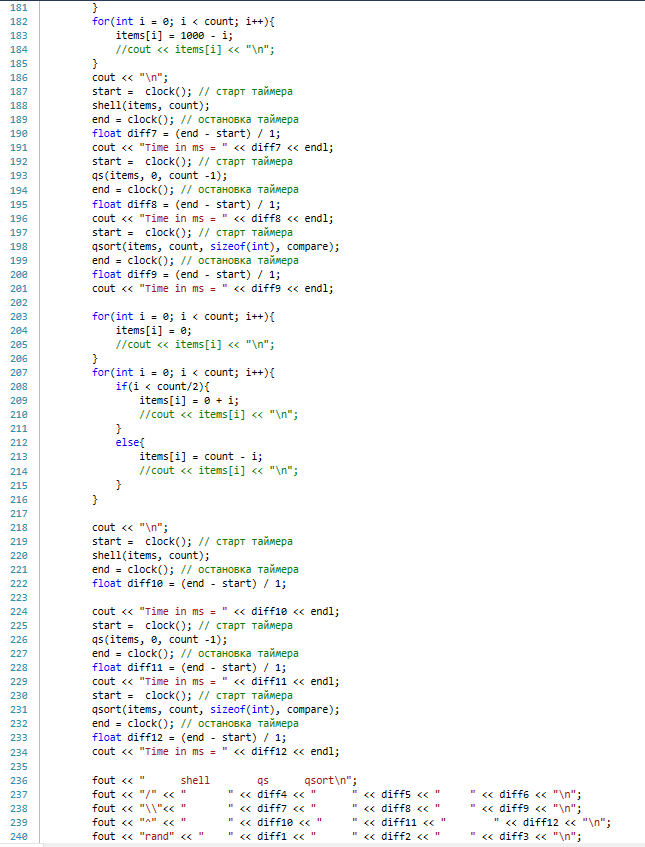 181 }
182 for(int i = 0; i < count; i++){
183 items[i] = 1000 - i;
184 //cout << items[i] << "\n";
185 }
186 cout << "\n";
187 start =  clock(); // старт таймера
188 shell(items, count);
189 end = clock(); // остановка таймера
190 float diff7 = (end - start) / 1;
191 cout << "Time in ms = " << diff7 << endl;
192 start =  clock(); // старт таймера
193 qs(items, 0, count -1);
194 end = clock(); // остановка таймера
195 float diff8 = (end - start) / 1;
196 cout << "Time in ms = " << diff8 << endl;
197 start =  clock(); // старт таймера
198 qsort(items, count, sizeof(int), compare);
199 end = clock(); // остановка таймера
200 float diff9 = (end - start) / 1;
201 cout << "Time in ms = " << diff9 << endl;
202
203 for(int i = 0; i < count; i++){
204 items[i] = 0;
205 //cout << items[i] << "\n";
206 }
207 for(int i = 0; i < count; i++){
208 if(i < count/2){
209 items[i] = 0 + i;
210 //cout << items[i] << "\n";
211 }
212 else{
213 items[i] = count - i;
214 //cout << items[i] << "\n";
215 }
216 }
217
218 cout << "\n";
219 start =  clock(); // старт таймера
220 shell(items, count);
221 end = clock(); // остановка таймера
222 float diff10 = (end - start) / 1;
223
224 cout << "Time in ms = " << diff10 << endl;
225 start =  clock(); // старт таймера
226 qs(items, 0, count -1);
227 end = clock(); // остановка таймера
228 float diff11 = (end - start) / 1;
229 cout << "Time in ms = " << diff11 << endl;
230 start =  clock(); // старт таймера
231 qsort(items, count, sizeof(int), compare);
232 end = clock(); // остановка таймера
233 float diff12 = (end - start) / 1;
234 cout << "Time in ms = " << diff12 << endl;
235
236 fout << "      shell        qs      qsort\n";
237 fout << "/" << "       " << diff4 << "      " << diff5 << "     " << diff6 << "\n";
238 fout << "\\"<< "       " << diff7 << "      " << diff8 << "     " << diff9 << "\n";
239 fout << "^" << "       " << diff10 << "     " << diff11 << "        " << diff12 << "\n";
240 fout << "rand" << "    " << diff1 << "      " << diff2 << "     " << diff3 << "\n";